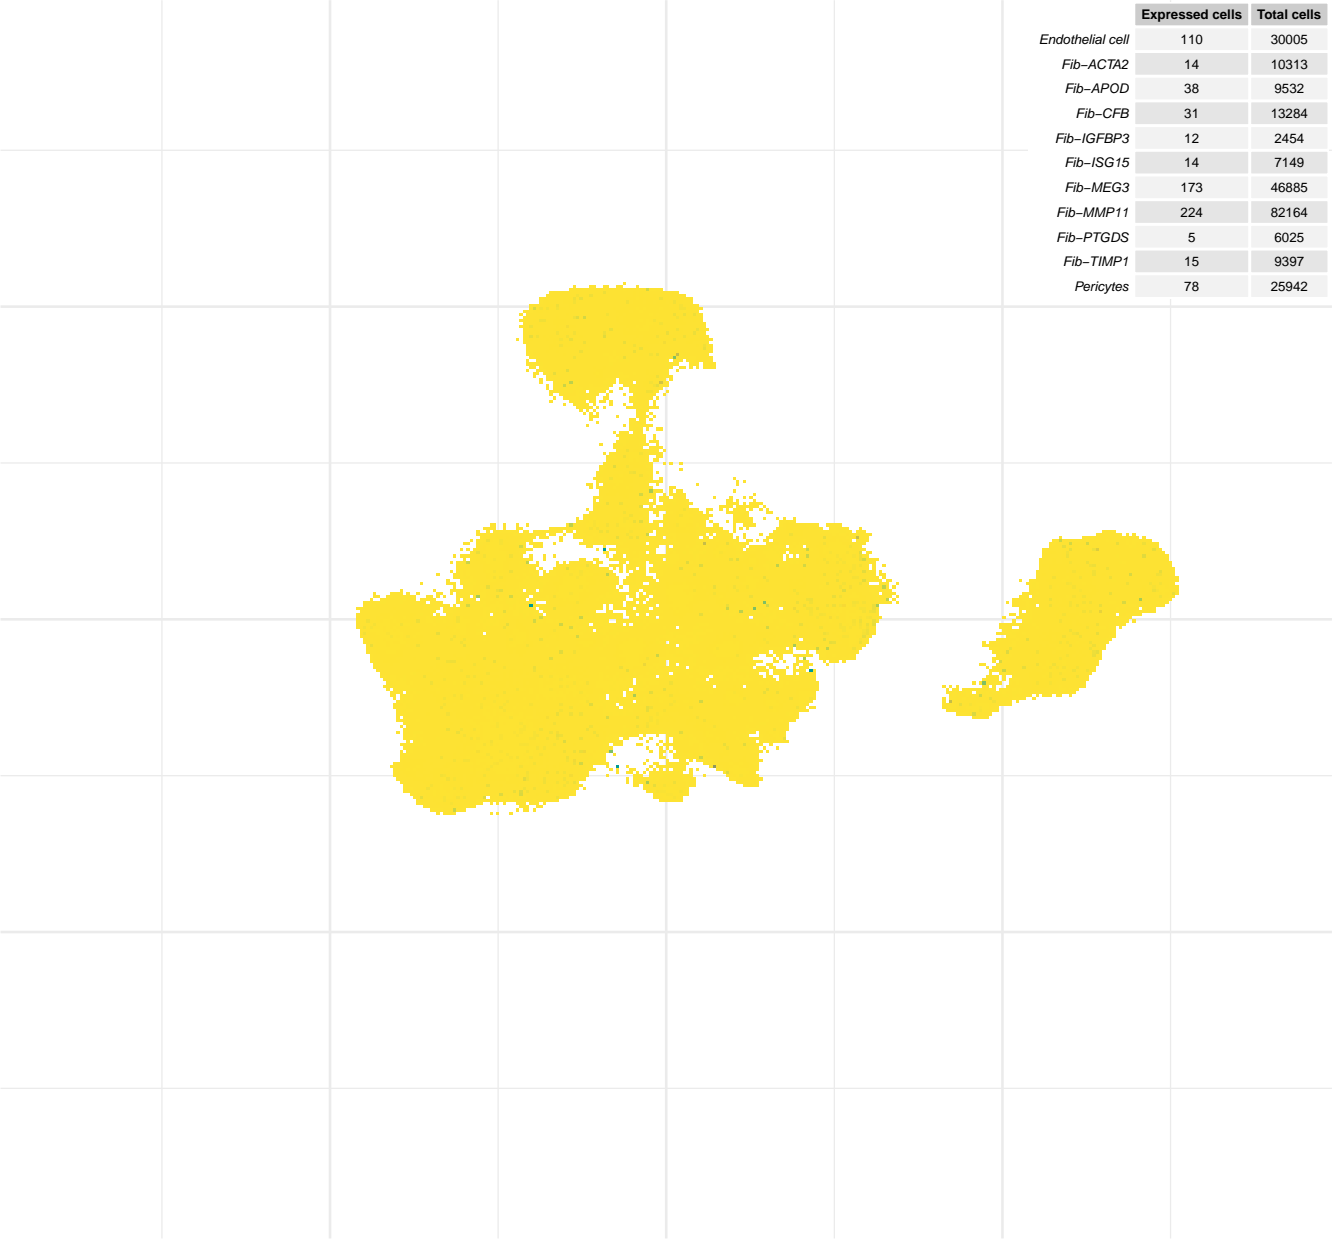 Expressed cells Total cells
Endothelial cell 110 30005
Fib−ACTA2 14 10313
Fib−APOD 38 9532
Fib−CFB 31 13284
Fib−IGFBP3 12 2454
Fib−ISG15 14 7149
Fib−MEG3 173 46885
Fib−MMP11 224 82164
Fib−PTGDS 5 6025
Fib−TIMP1 15 9397
Pericytes 78 25942